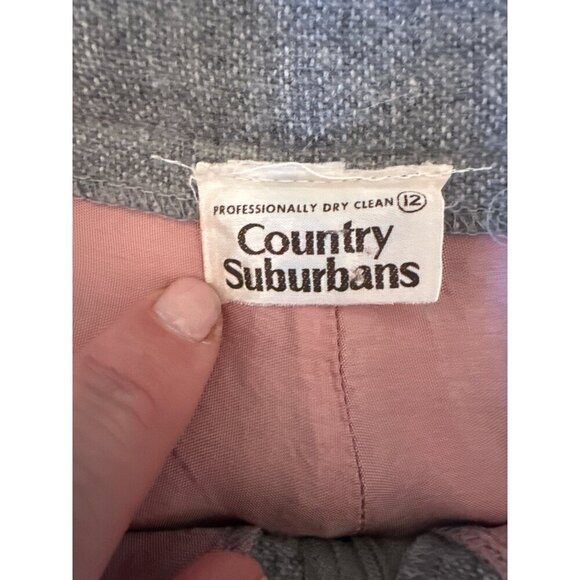 PROFESSIONALLY DRY CLEAN 12
Country
Suburbans